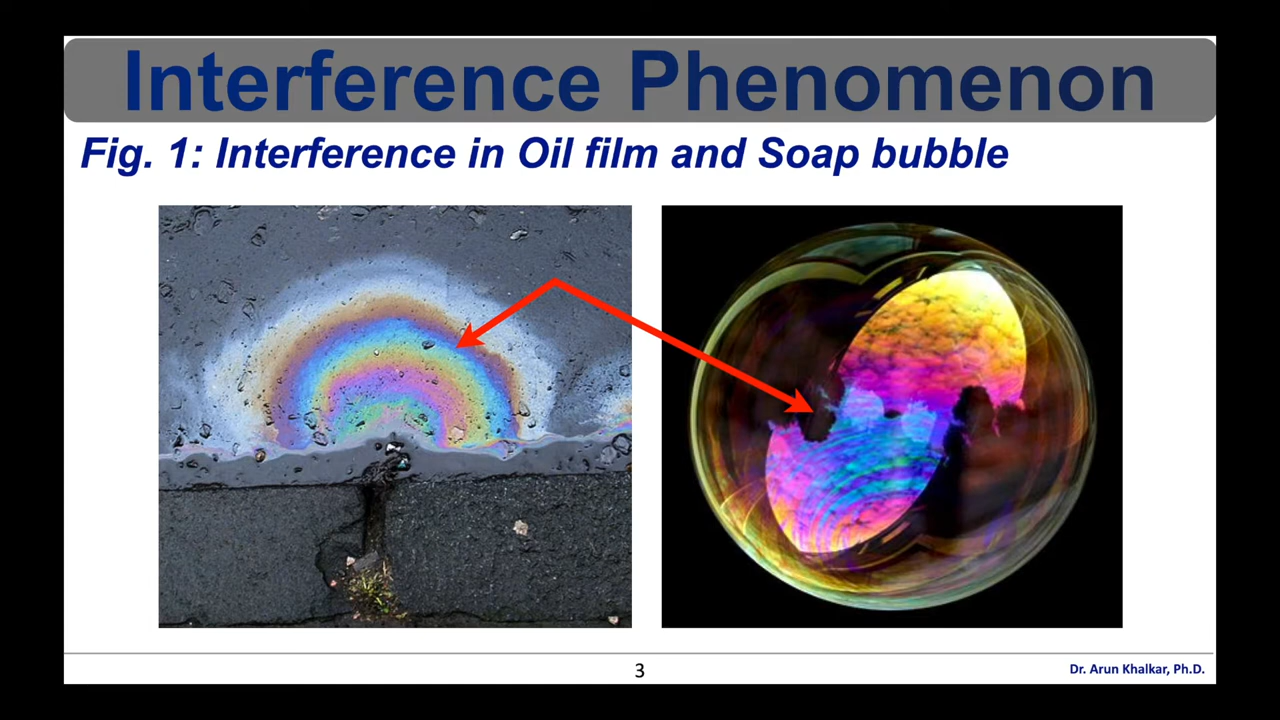 Interference Phenomenon
Fig. 1: Interference in Oil film and Soap bubble
3
Dr. Arun Khalkar, Ph.D.